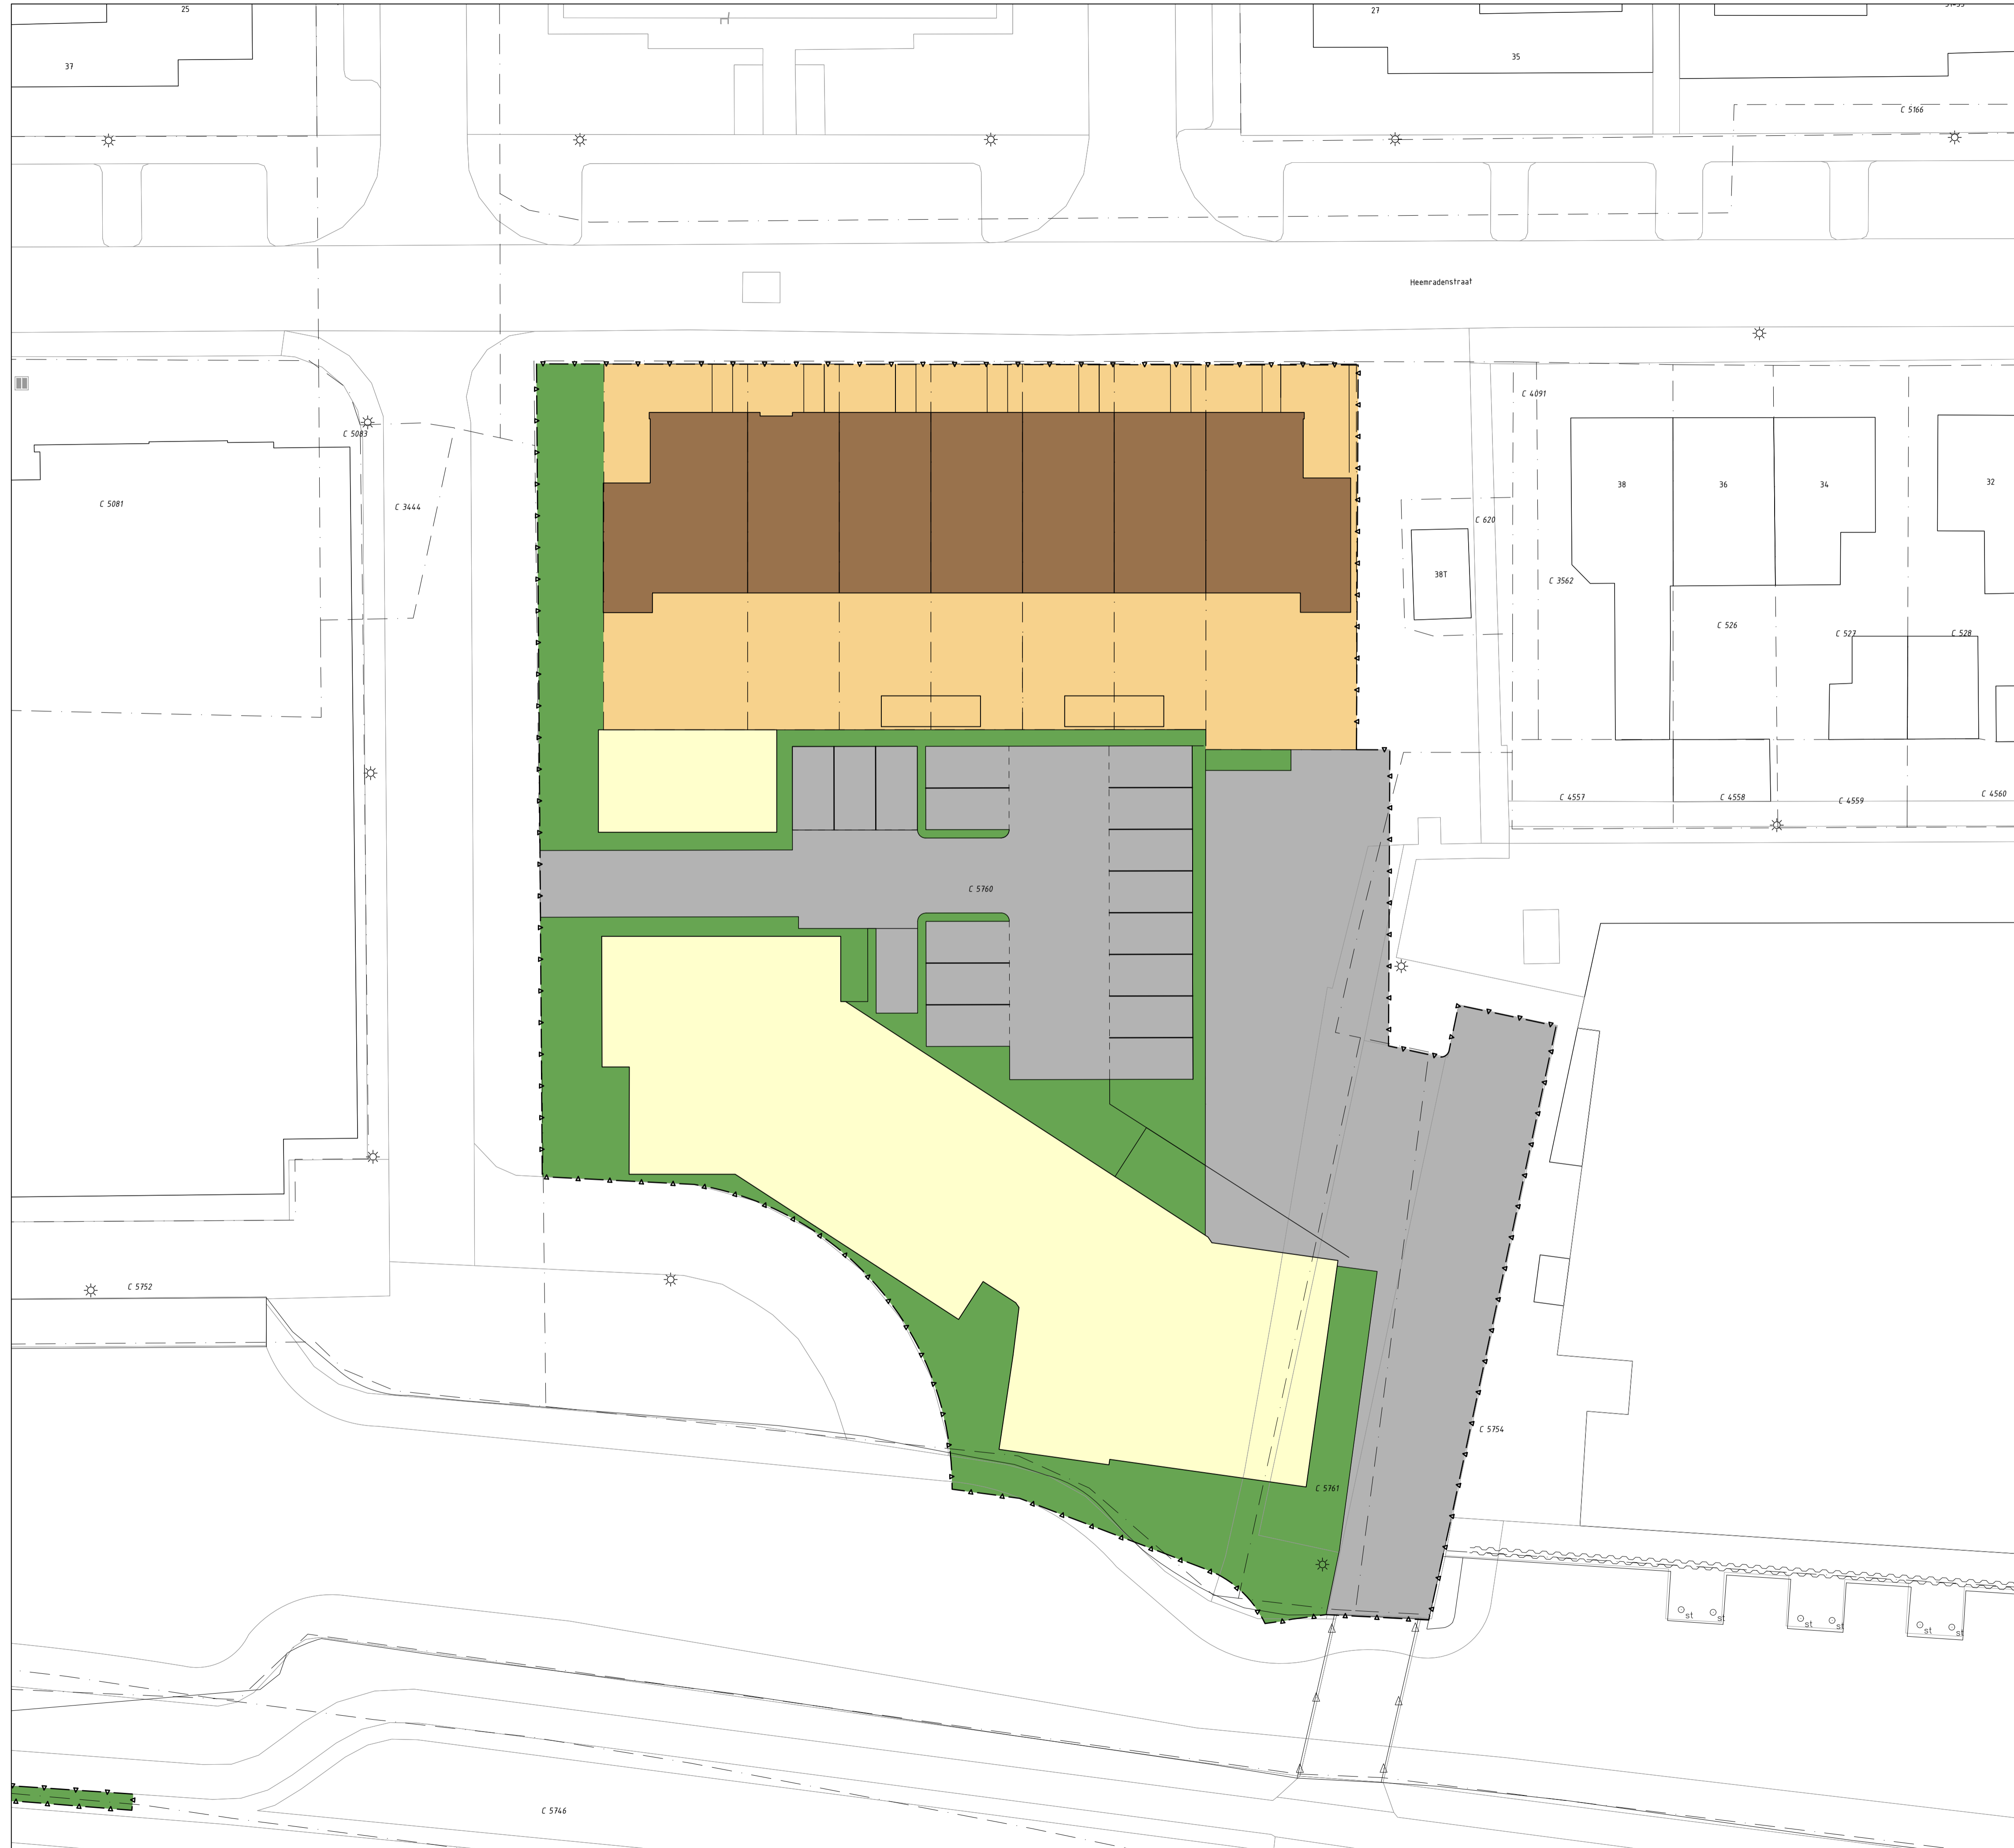 25
27
37
35
C 5166
Heemradenstraat
C 4091
C 5083
C 5081
C 3444
38
36
34
32
C 620
38T
C 3562
C 526
C 527
C 528
C 4557
C 4558
C 4559
C 4560
C 5760
C 5752
C 5754
C 5761
st
st
st
st
st
st
C 5746